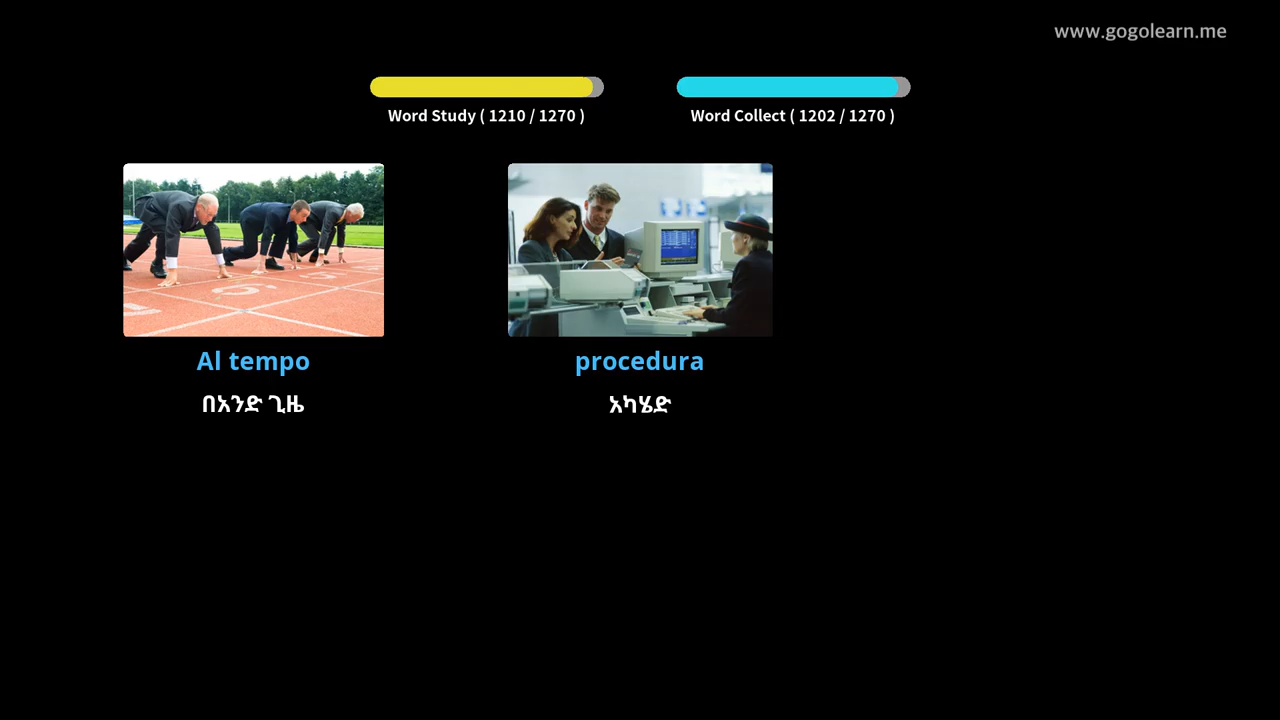 www.gogolearn.me
Word Study ( 1210 / 1270 )
Word Collect ( 1202 / 1270 )
Al tempo
በአንድ ጊዜ
procedura
አካሄድ